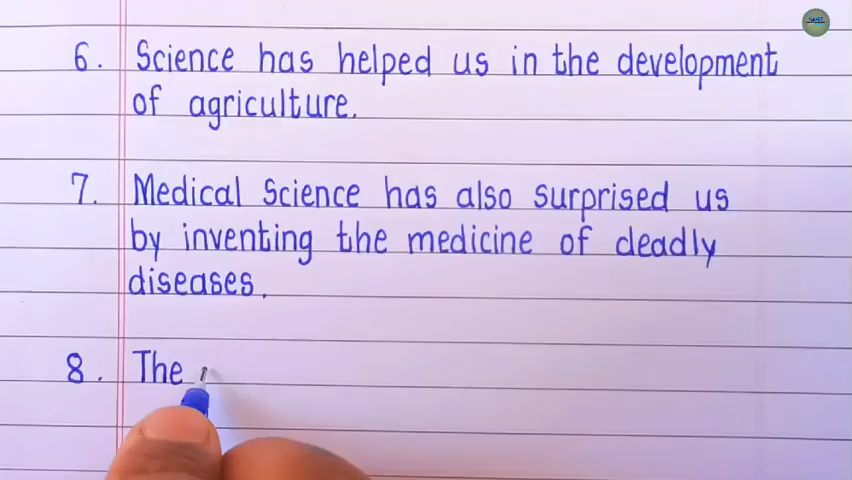 6. Science has helped us in the development
of agriculture.
7. Medical Science has also surprised us
by inventing the medicine of deadly
diseases.
8. The